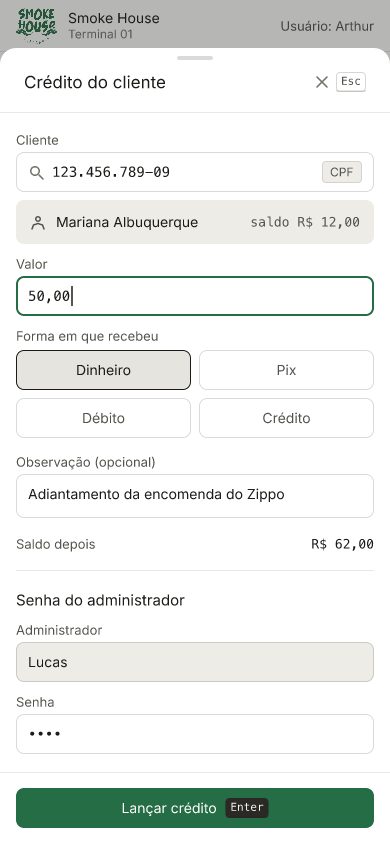 SMOKE
HOUSE
Smoke House
Terminal 01
Usuário: Arthur
Crédito do cliente
Esc
Cliente
123.456.789-09
CPF
Mariana Albuquerque
saldo R$ 12,00
Valor
50,00
Forma em que recebeu
Dinheiro
Pix
Débito
Crédito
Observação (opcional)
Adiantamento da encomenda do Zippo
Saldo depois
R$ 62,00
Senha do administrador
Administrador
Lucas
Senha
••••
Lançar crédito
Enter